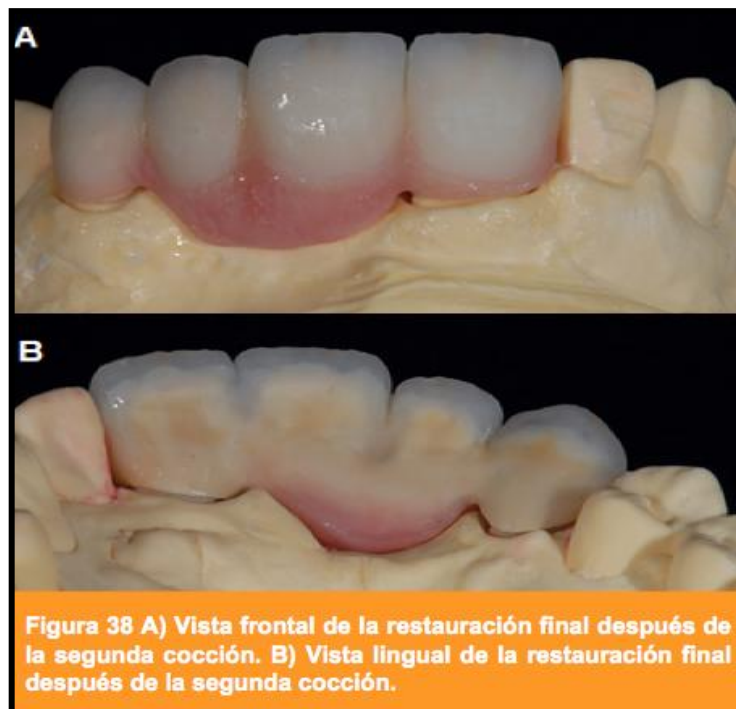 A
B
Figura 38 A) Vista frontal de la restauración final después de
la segunda cocción. B) Vista lingual de la restauración final
después de la segunda cocción.